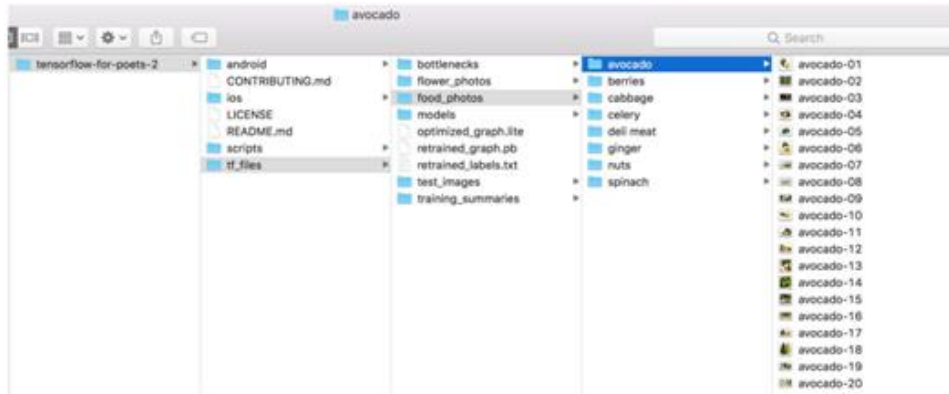 avocado
Search
tensorflow-for-poets-2
android
CONTRIBUTING.md
ios
LICENSE
README.md
scripts
tf_files
bottlenecks
flower_photos
food_photos
models
optimized_graph.lite
retrained_graph.pb
retrained_labels.txt
test_images
training_summaries
avocado
berries
cabbage
celery
deli meat
ginger
nuts
spinach
avocado-01
avocado-02
avocado-03
avocado-04
avocado-05
avocado-06
avocado-07
avocado-08
avocado-09
avocado-10
avocado-11
avocado-12
avocado-13
avocado-14
avocado-15
avocado-16
avocado-17
avocado-18
avocado-19
avocado-20